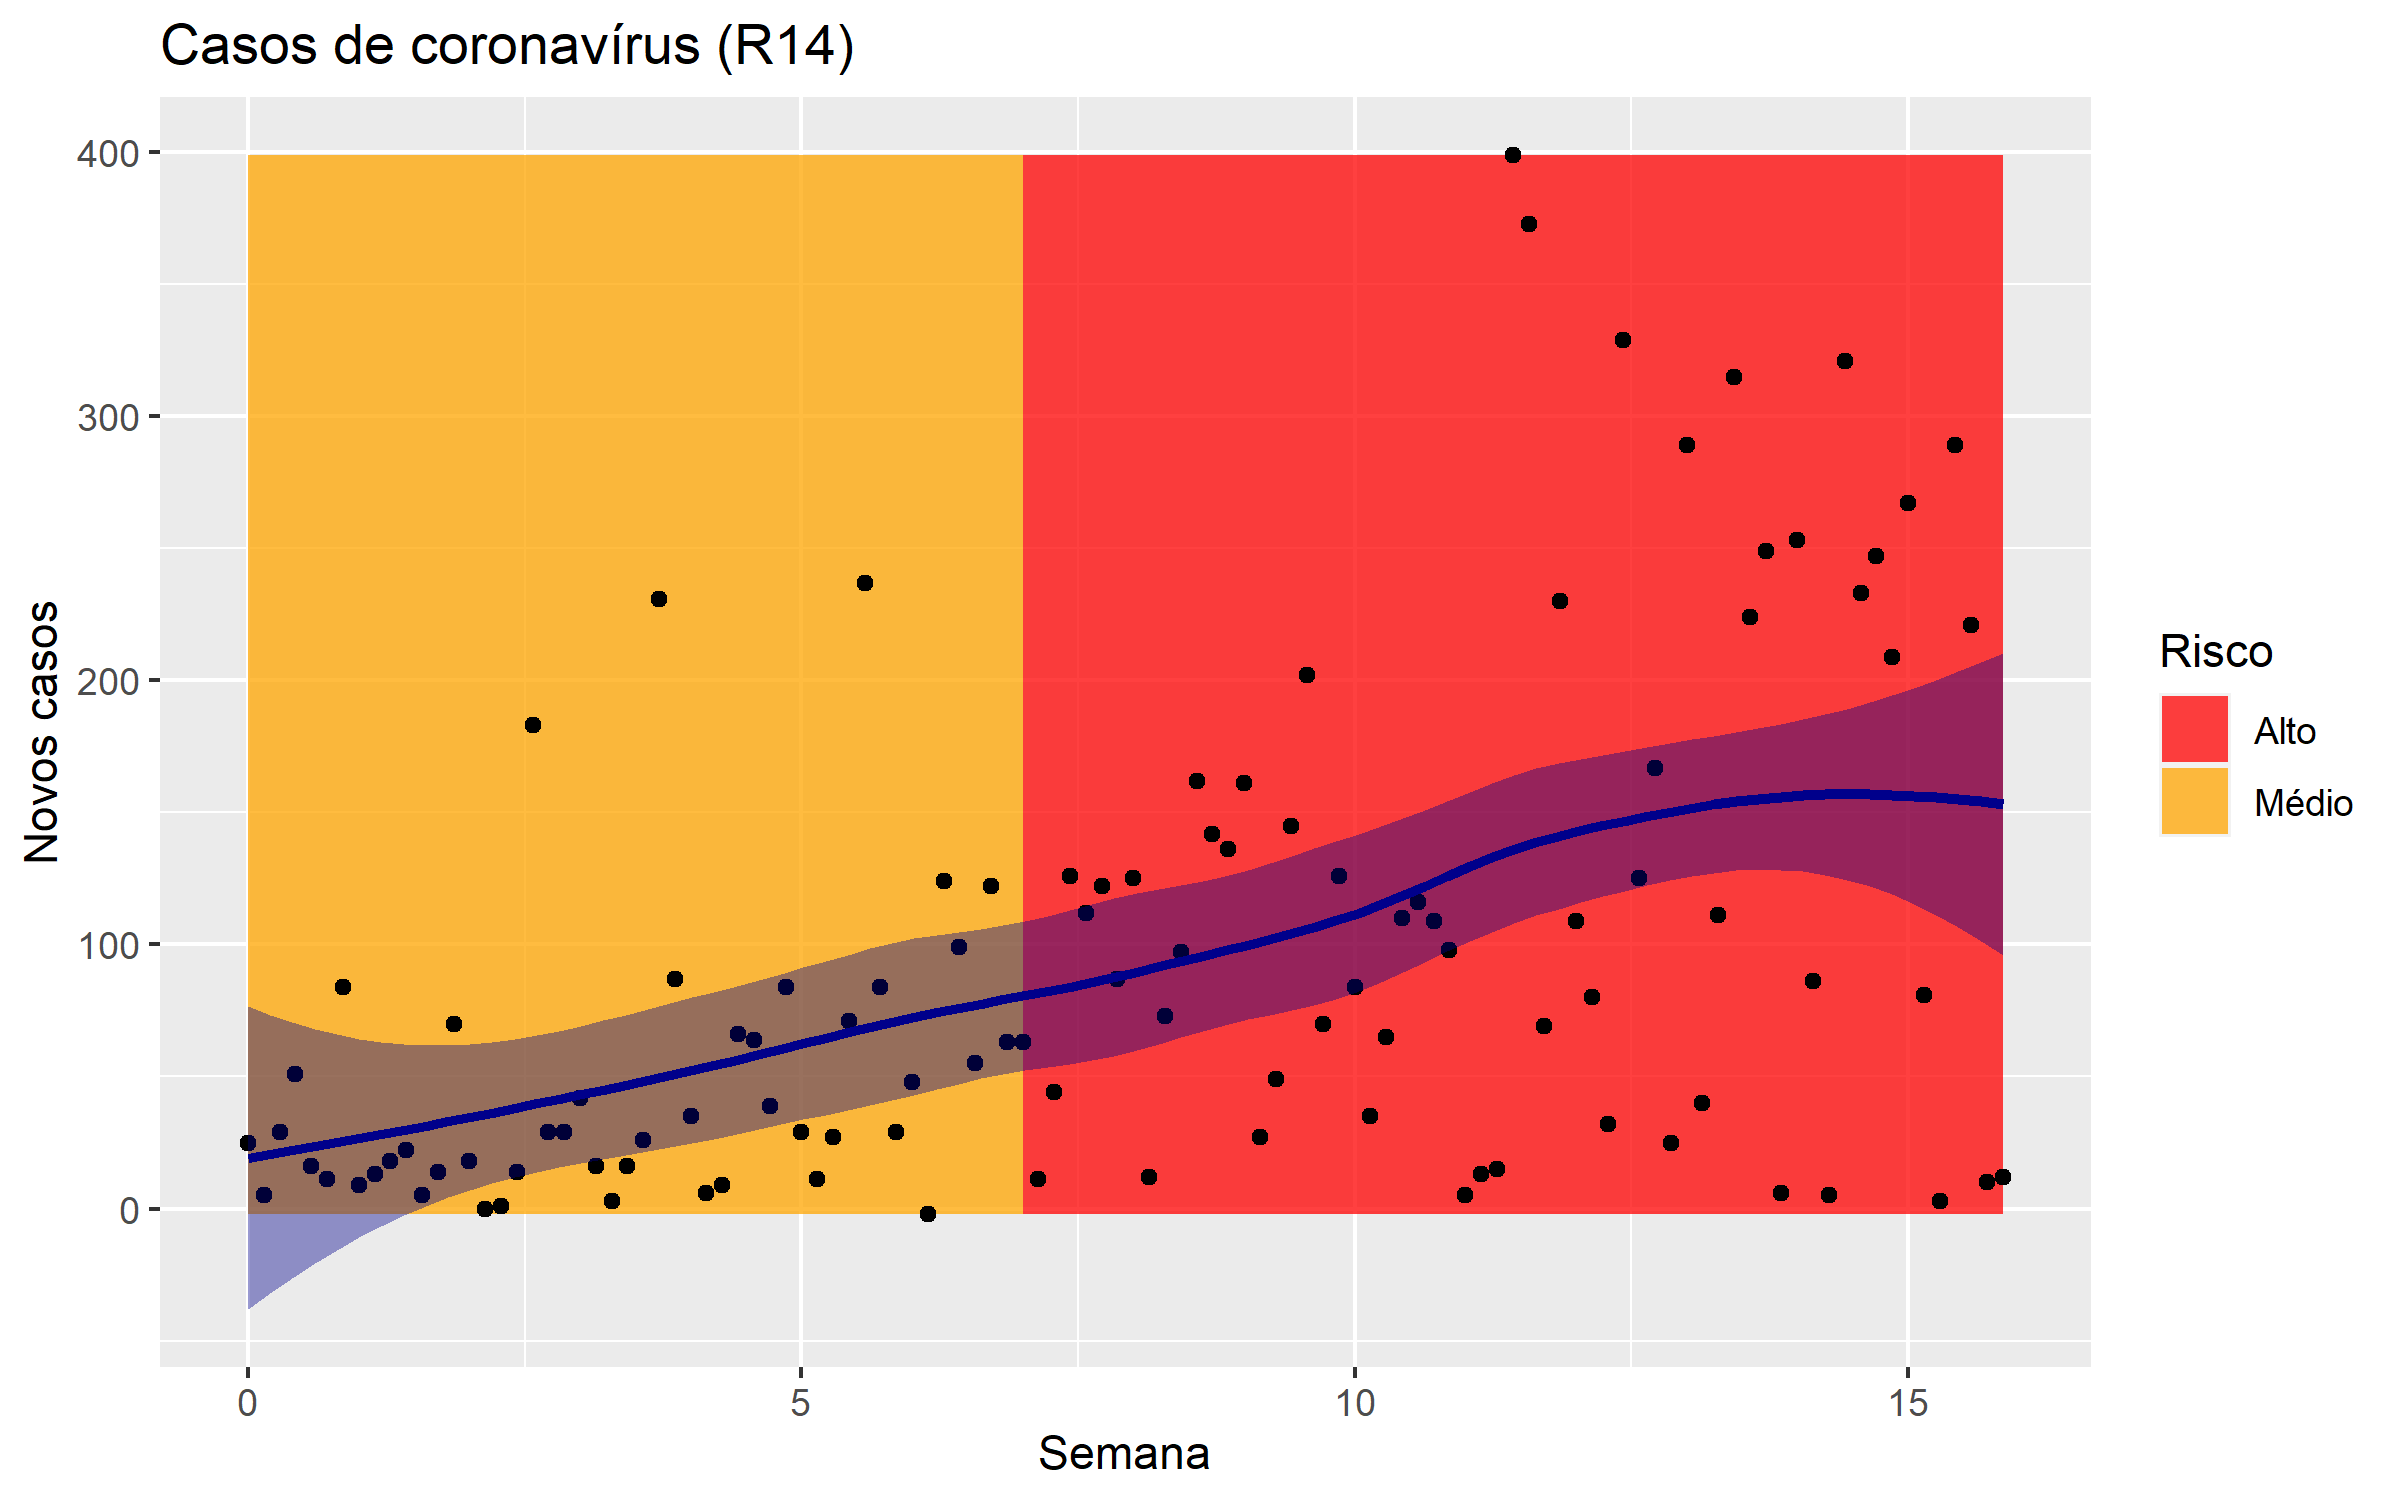 Casos de coronavírus (R14)
400
300
200
100
0
Novos casos
0 5 10 15
Semana
Risco
Alto
Médio